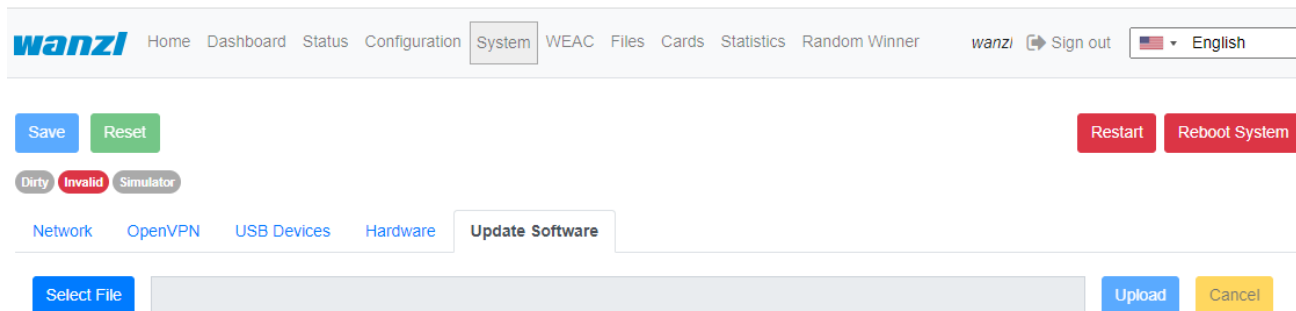 wanzl Home Dashboard Status Configuration System WEAC Files Cards Statistics Random Winner wanzl Sign out English
Save Reset Restart Reboot System
Dirty Invalid Simulator
Network OpenVPN USB Devices Hardware Update Software
Select File Upload Cancel